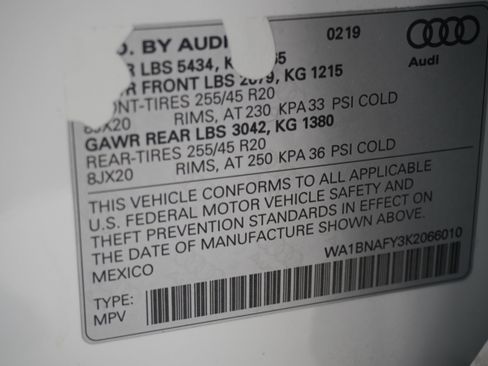 BY AUDI 0219
LBS 5434, K
FRONT LBS 2679, KG 1215 Audi
ONT-TIRES 255/45 R20
8JX20 RIMS, AT 230 KPA 33 PSI COLD
GAWR REAR LBS 3042, KG 1380
REAR-TIRES 255/45 R20
8JX20 RIMS, AT 250 KPA 36 PSI COLD
THIS VEHICLE CONFORMS TO ALL APPLICABLE
U.S. FEDERAL MOTOR VEHICLE SAFETY AND
THEFT PREVENTION STANDARDS IN EFFECT ON
THE DATE OF MANUFACTURE SHOWN ABOVE.
MEXICO WA1BNAFY3K2066010
TYPE:
MPV